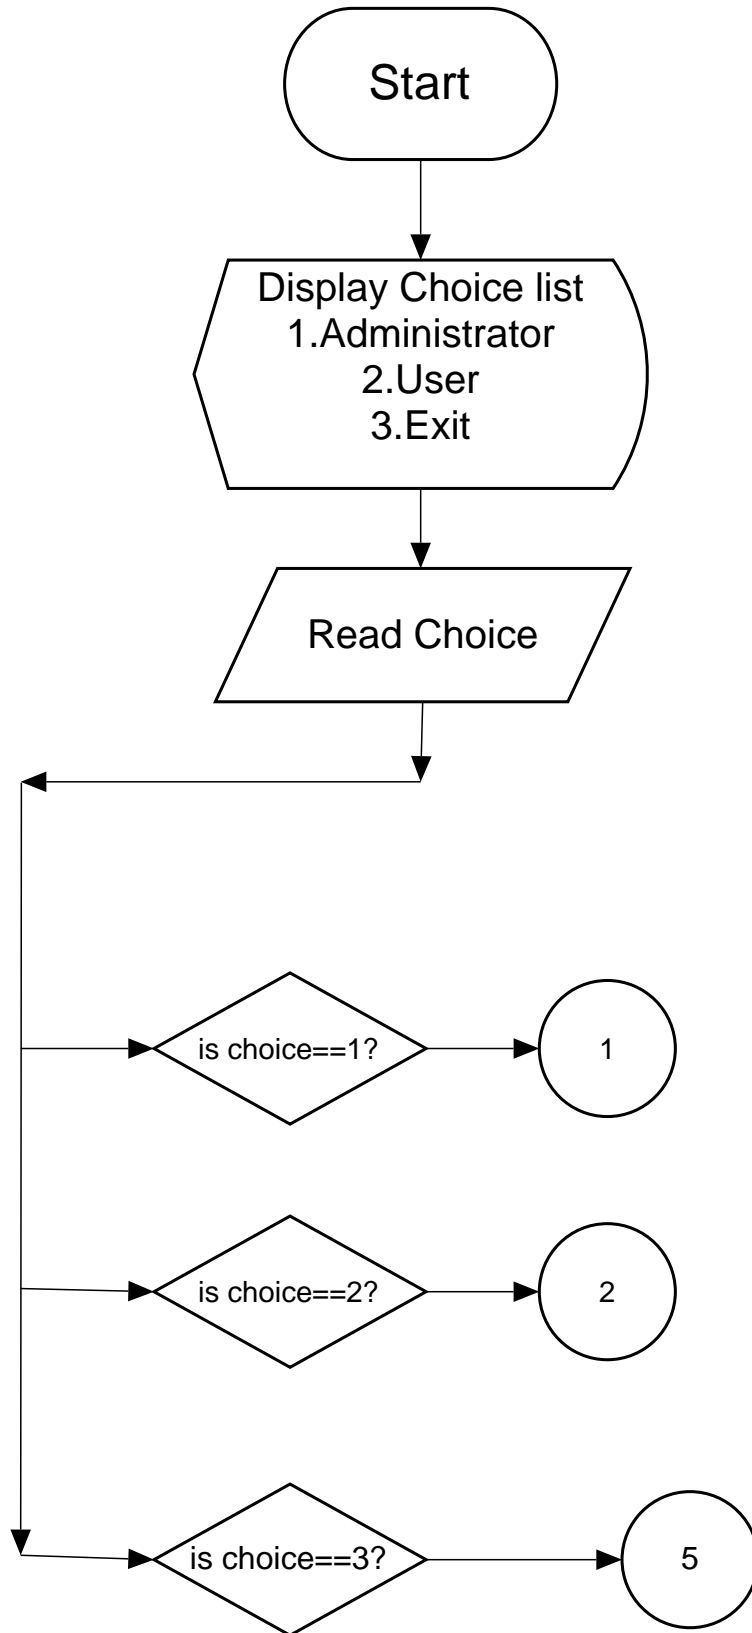 Start
Display Choice list
1.Administrator
2.User
3.Exit
Read Choice
is choice==1?
1
is choice==2?
2
is choice==3?
5